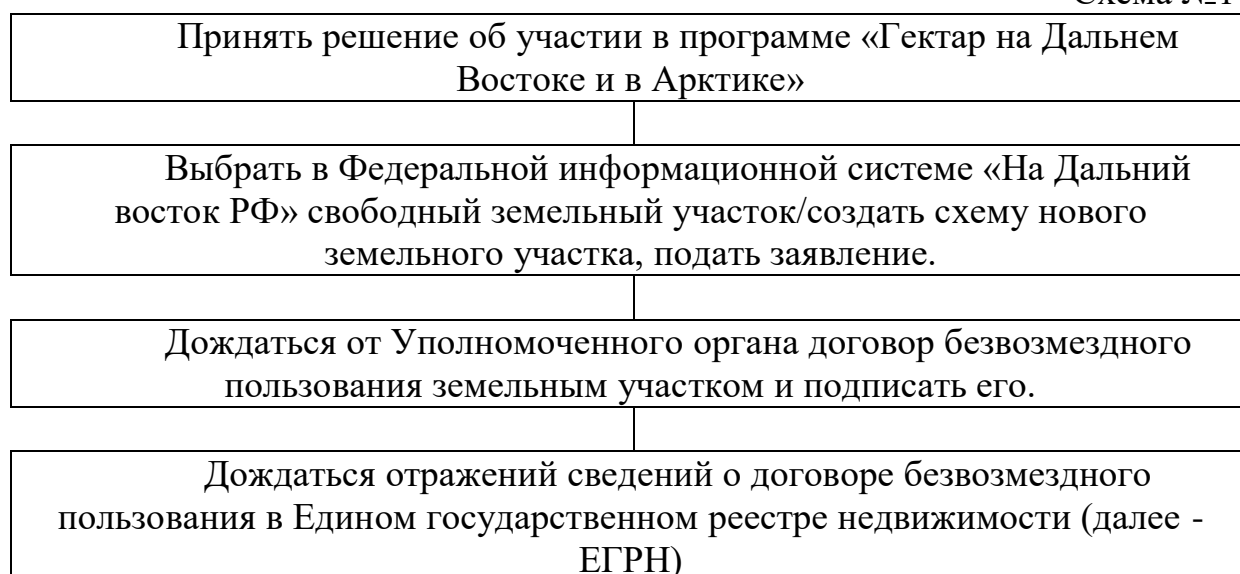 Схема №1
Принять решение об участии в программе «Гектар на Дальнем
Востоке и в Арктике»
Выбрать в Федеральной информационной системе «На Дальний
восток РФ» свободный земельный участок/создать схему нового
земельного участка, подать заявление.
Дождаться от Уполномоченного органа договор безвозмездного
пользования земельным участком и подписать его.
Дождаться отражений сведений о договоре безвозмездного
пользования в Едином государственном реестре недвижимости (далее -
ЕГРН)